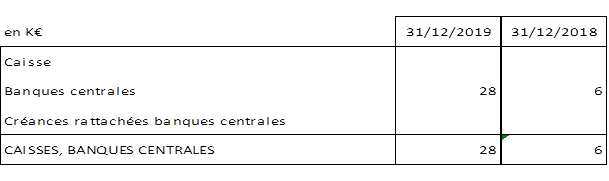 en K€ 31/12/2019 31/12/2018
Caisse
Banques centrales 28 6
Créances rattachées banques centrales
CAISSES, BANQUES CENTRALES 28 6